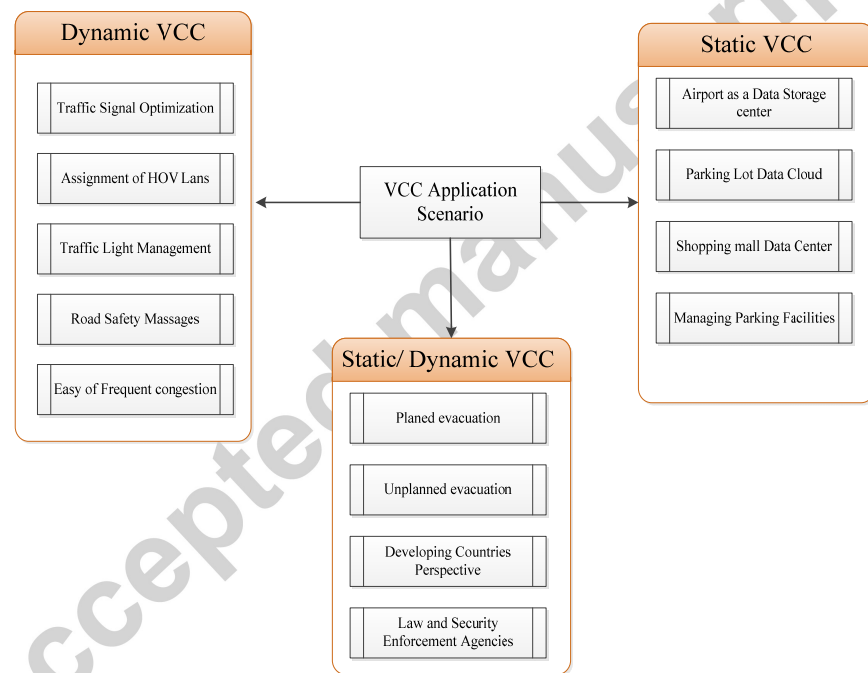 Dynamic VCC
Traffic Signal Optimization
Assignment of HOV Lans
Traffic Light Management
Road Safety Massages
Easy of Frequent congestion
VCC Application
Scenario
Static VCC
Airport as a Data Storage
center
Parking Lot Data Cloud
Shopping mall Data Center
Managing Parking Facilities
Static/ Dynamic VCC
Planed evacuation
Unplanned evacuation
Developing Countries
Perspective
Law and Security
Enforcement Agencies